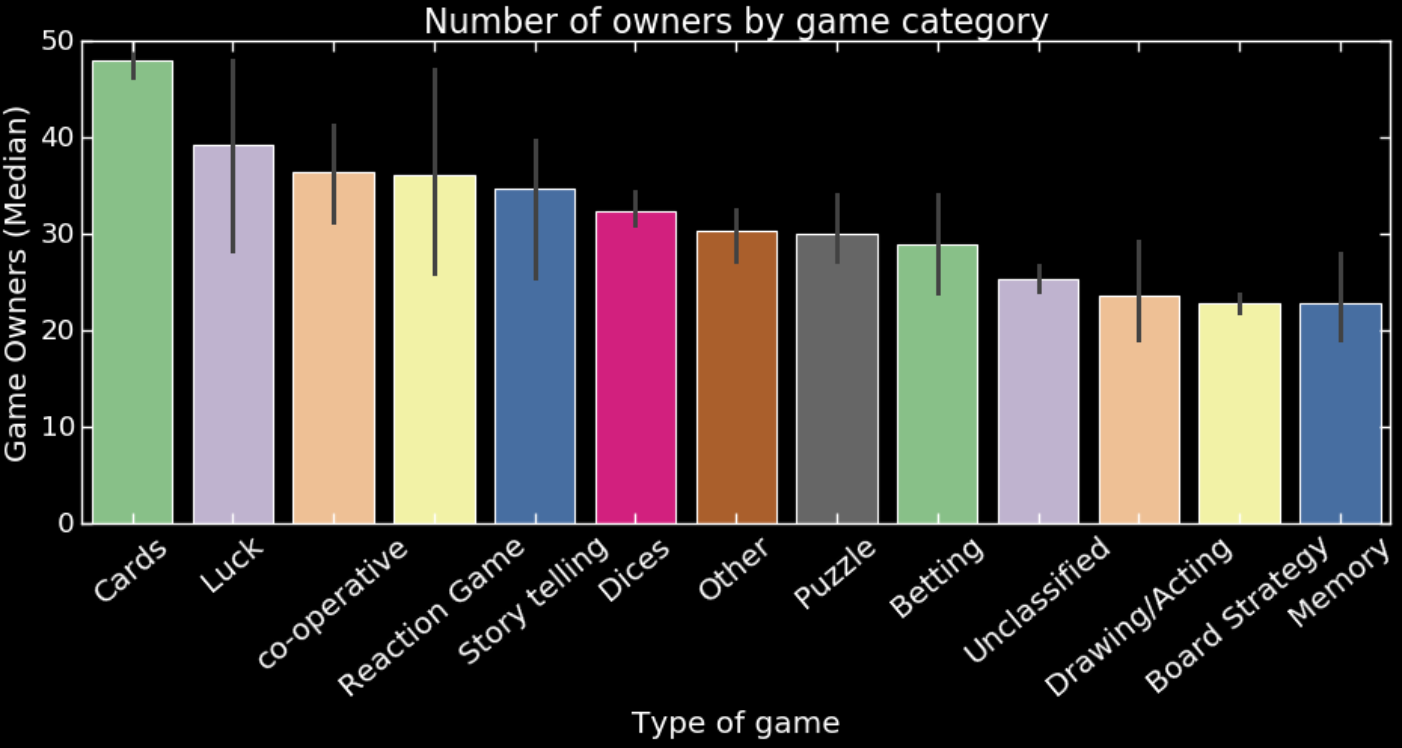 Number of owners by game category
Game Owners (Median)
50
40
30
20
10
0
Cards
Luck
co-operative
Reaction Game
Story telling
Dices
Other
Puzzle
Betting
Unclassified
Drawing/Acting
Board Strategy
Memory
Type of game